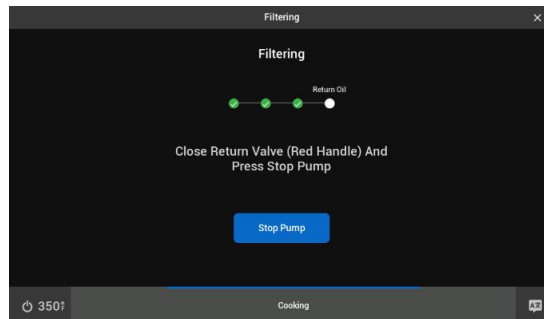 Filtering
Filtering
Return Oil
Close Return Valve (Red Handle) And
Press Stop Pump
Stop Pump
350°F
Cooking